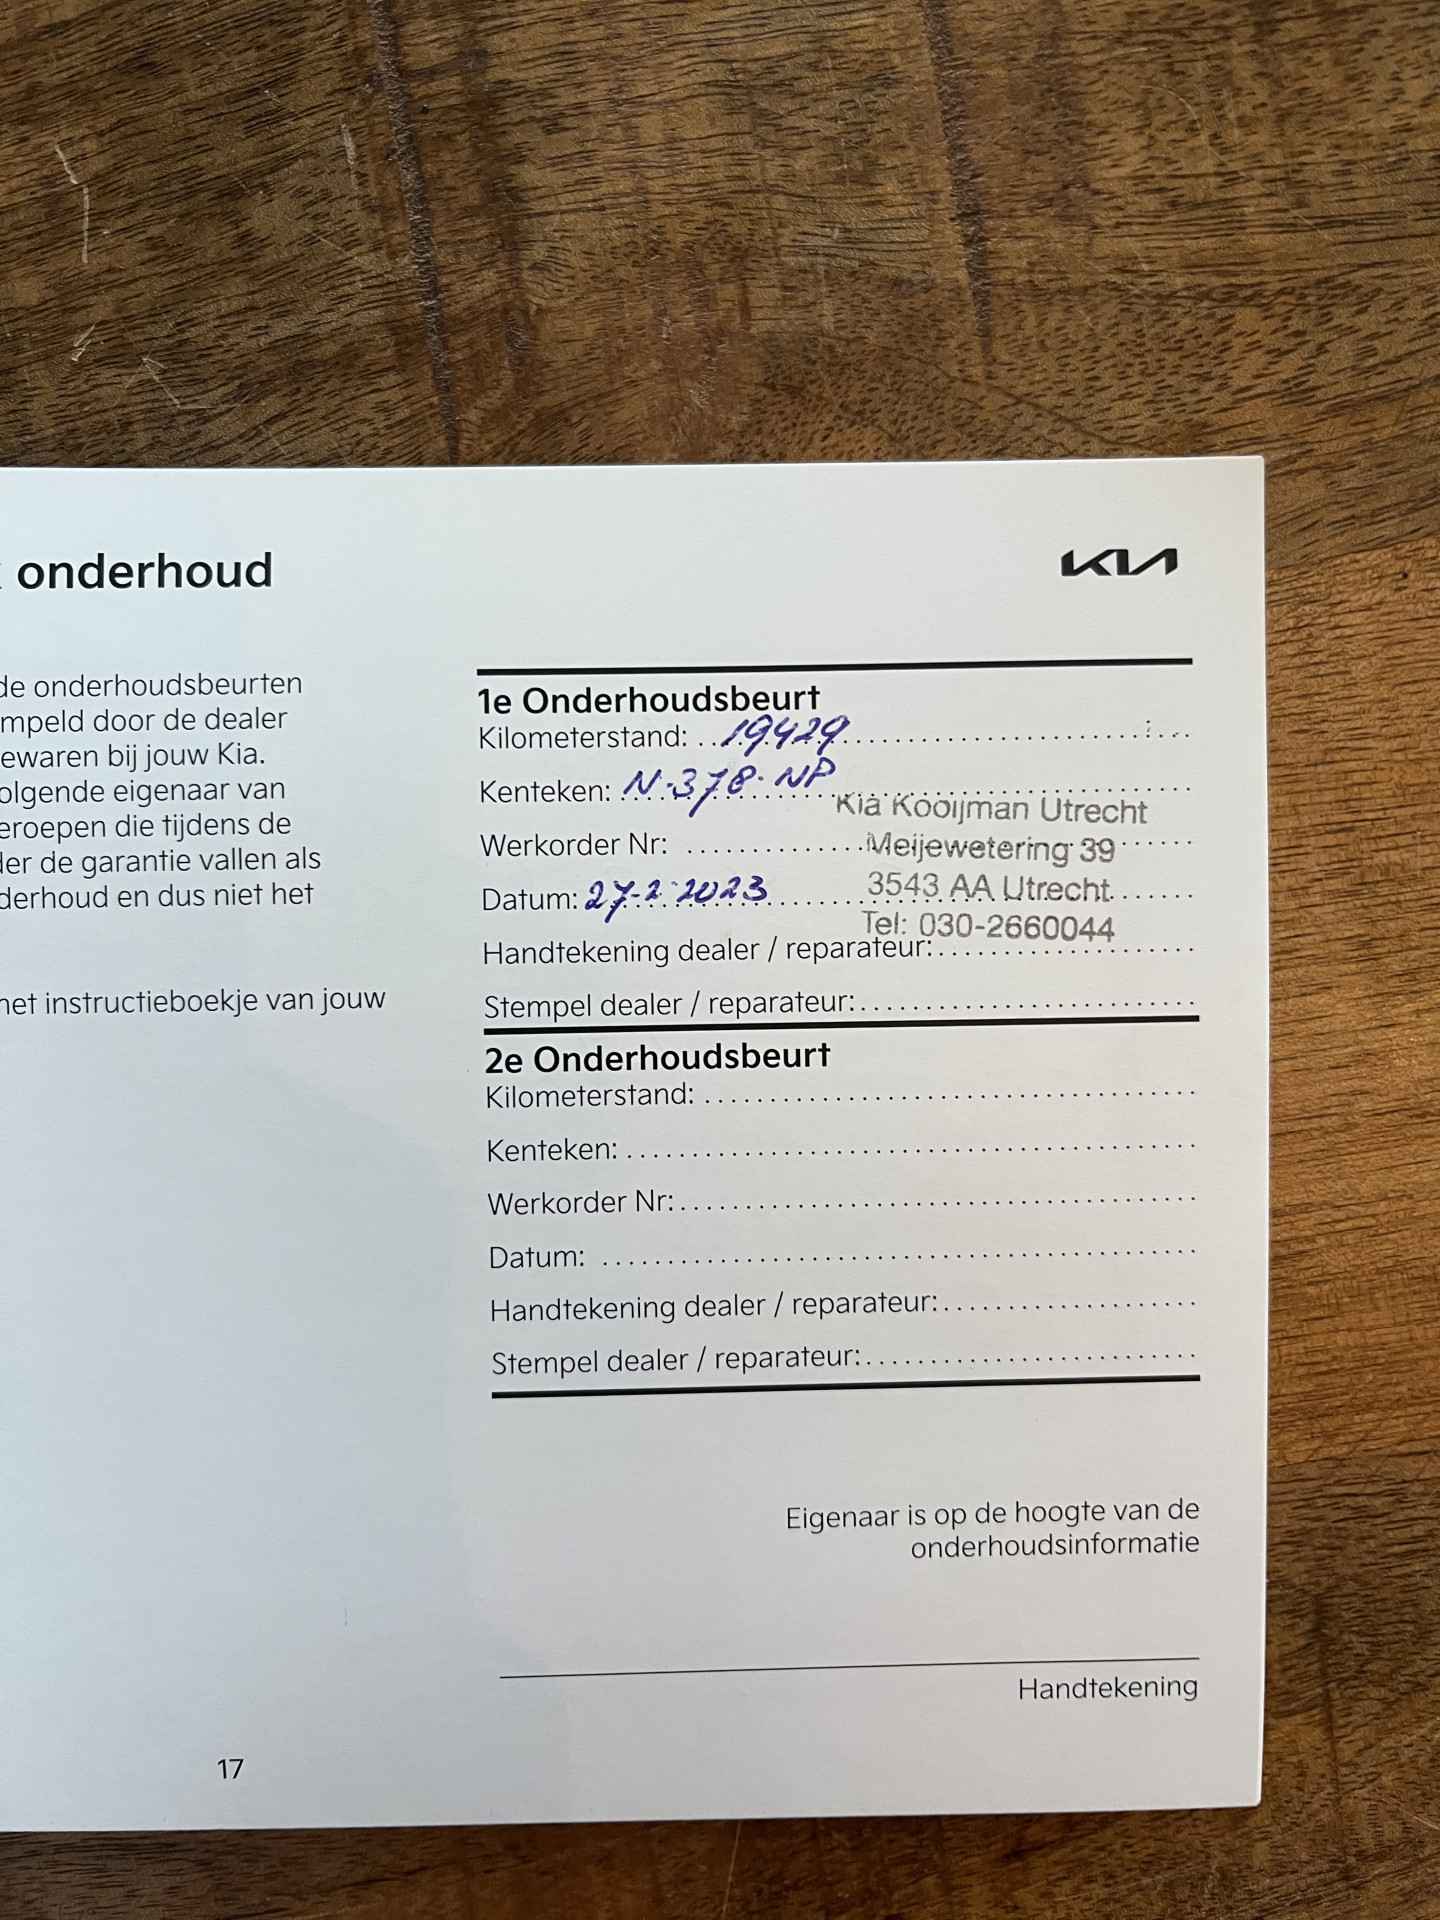 onderhoud
KIA
de onderhoudsbeurten
mpeld door de dealer
ewaren bij jouw Kia.
olgende eigenaar van
eroepen die tijdens de
der de garantie vallen als
derhoud en dus niet het
net instructieboekje van jouw
1e Onderhoudsbeurt
Kilometerstand: 19429
Kenteken: N-378-NP
Kia Kooijman Utrecht
Werkorder Nr:
Meijewetering 39
3543 AA Utrecht
Datum: 27-2-2023
Tel: 030-2660044
Handtekening dealer / reparateur:
Stempel dealer / reparateur:
2e Onderhoudsbeurt
Kilometerstand:
Kenteken:
Werkorder Nr:
Datum:
Handtekening dealer / reparateur:
Stempel dealer / reparateur:
Eigenaar is op de hoogte van de
onderhoudsinformatie
Handtekening
17